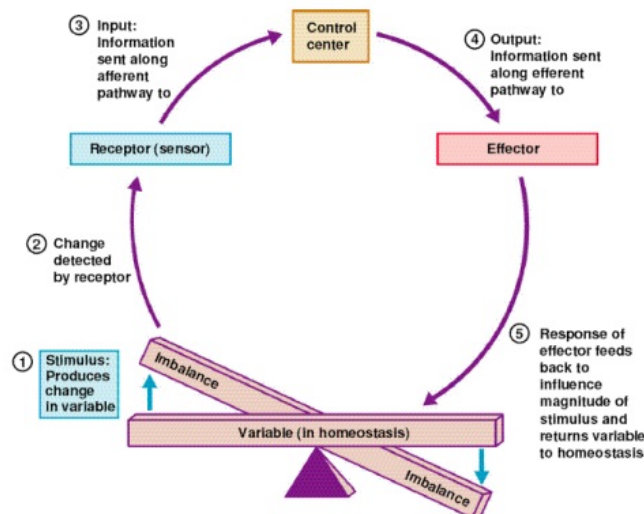 3 Input:
Information
sent along
afferent
pathway to
Control
center
4 Output:
Information sent
along efferent
pathway to
Receptor (sensor)
Effector
2 Change
detected
by receptor
1 Stimulus:
Produces
change
in variable
Imbalance
Variable (in homeostasis)
Imbalance
5 Response of
effector feeds
back to
influence
magnitude of
stimulus and
returns variable
to homeostasis